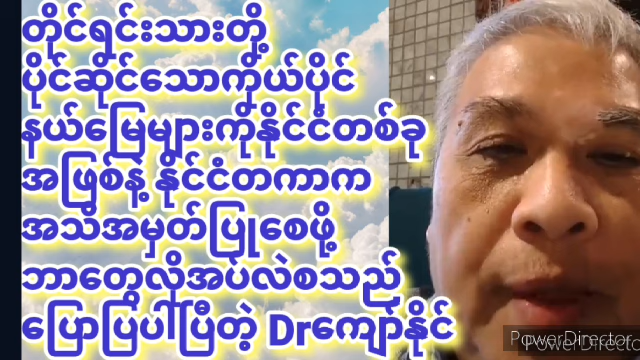 တိုင်ရင်းသားတို့
ပိုင်ဆိုင်သောကိုယ်ပိုင်
နယ်မြေများကိုနိုင်ငံတစ်ခု
အဖြစ်နဲ့ နိုင်ငံတကာက
အသိအမှတ်ပြုစေဖို့
ဘာတွေလိုအပ်လဲစသည်
ပြောပြပါပြီတဲ့ Drကျော်နိုင်
PowerDirector
PowerDirecto